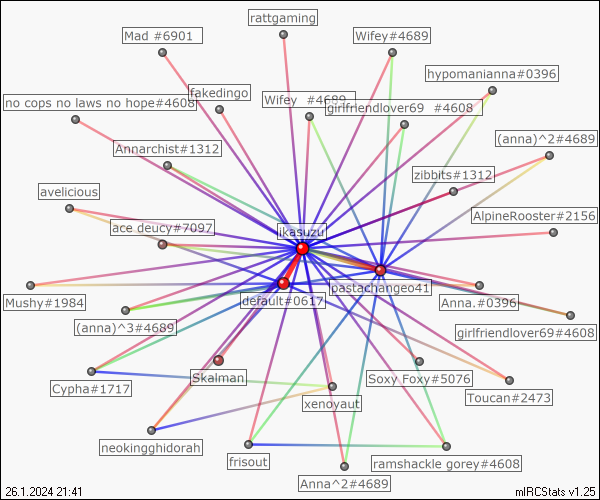 rattgaming
Mad #6901
Wifey#4689
hypomanianna#0396
fakedingo
no cops no laws no hope#4608
Wifey #4689
girlfriendlover69 #4608
Annarchist#1312
(anna)^2#4689
zibbits#1312
avelicious
AlpineRooster#2156
ace deucy#7097
ikasuzu
pastachange041
default#0617
Mushy#1984
Anna.#0396
(anna)^3#4689
girlfriendlover69#4608
Skalman
Soxy Foxy#5076
Cypha#1717
Toucan#2473
xenoyaut
neokingghidorah
frisout
ramshackle gorey#4608
Anna^2#4689
26.1.2024 21:41
mIRCStats v1.25